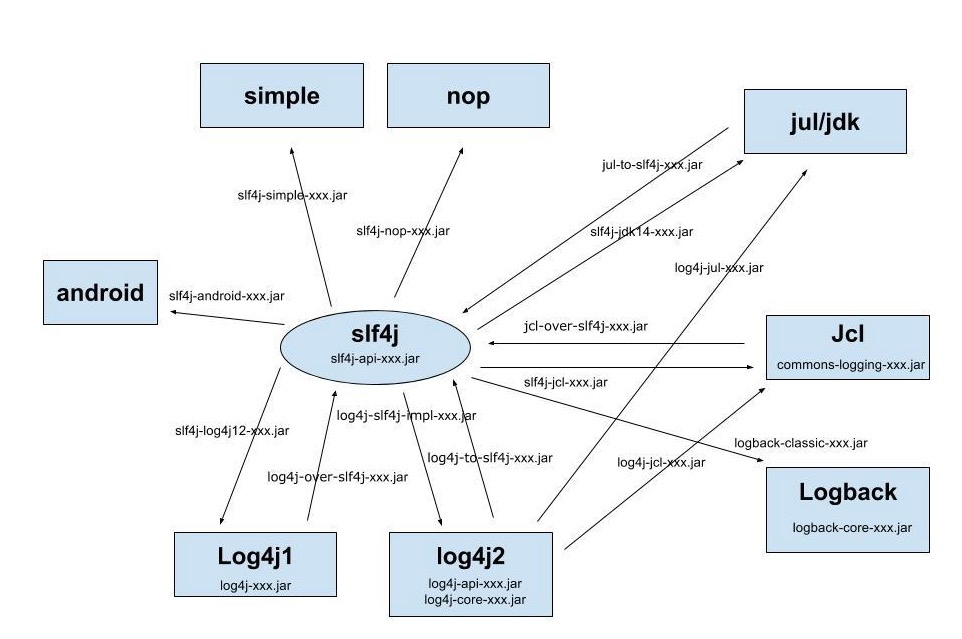 simple
nop
jul/jdk
jul-to-slf4j-xxx.jar
slf4j-simple-xxx.jar
slf4j-nop-xxx.jar
slf4j-jdk14-xxx.jar
log4j-jul-xxx.jar
android
slf4j-android-xxx.jar
slf4j
slf4j-api-xxx.jar
jcl-over-slf4j-xxx.jar
Jcl
commons-logging-xxx.jar
slf4j-jcl-xxx.jar
log4j-slf4j-impl-xxx.jar
slf4j-log4j12-xxx.jar
logback-classic-xxx.jar
log4j-to-slf4j-xxx.jar
log4j-jcl-xxx.jar
log4j-over-slf4j-xxx.jar
Logback
logback-core-xxx.jar
Log4j1
log4j-xxx.jar
log4j2
log4j-api-xxx.jar
log4j-core-xxx.jar